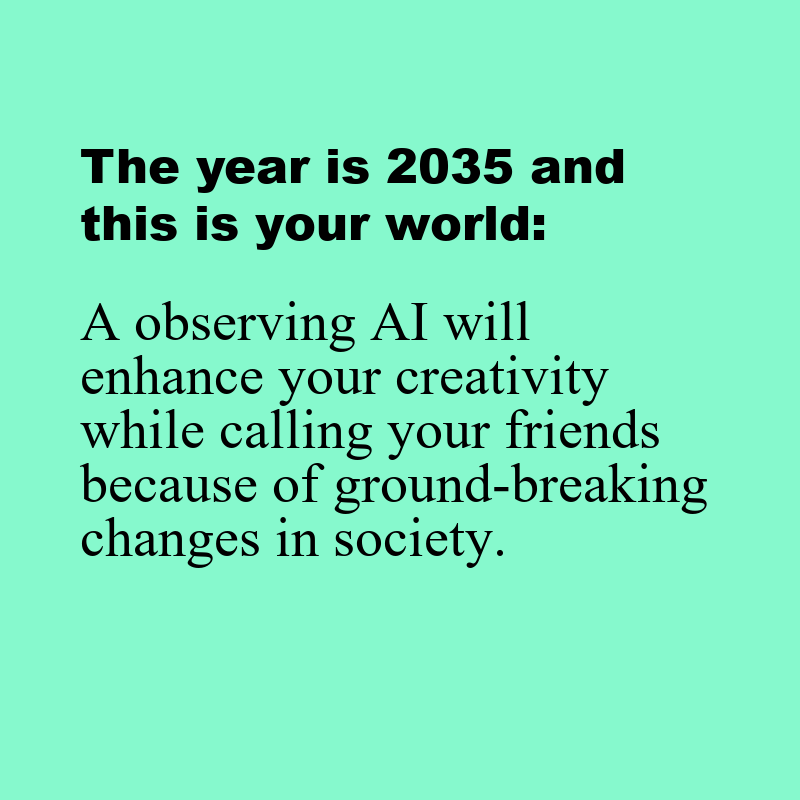 The year is 2035 and
this is your world:
A observing AI will
enhance your creativity
while calling your friends
because of ground-breaking
changes in society.